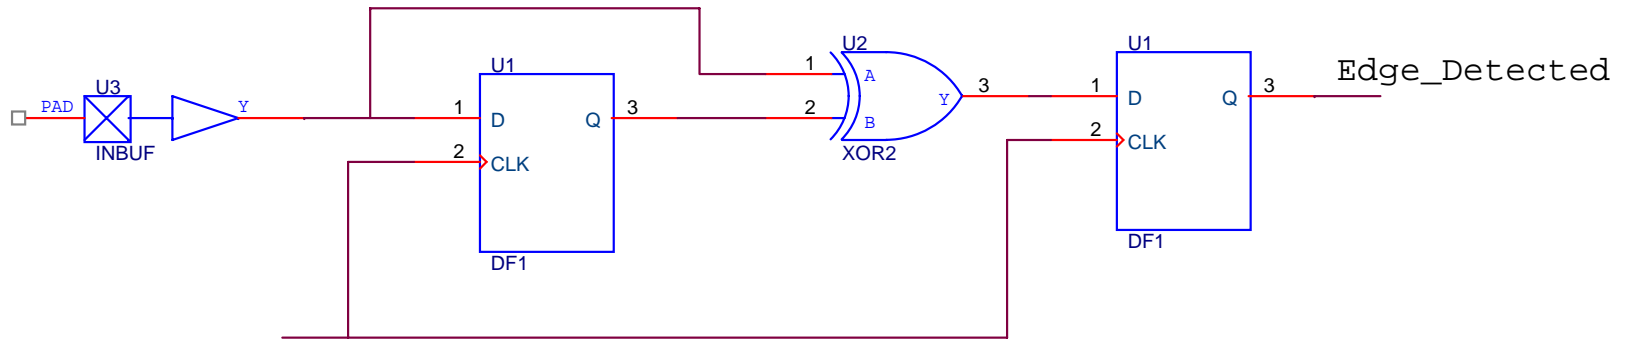 U3
PAD
INBUF
Y
U1
1
D
Q
3
2
CLK
DF1
U2
1
A
2
B
Y
3
XOR2
U1
1
D
Q
3
2
CLK
DF1
Edge_Detected